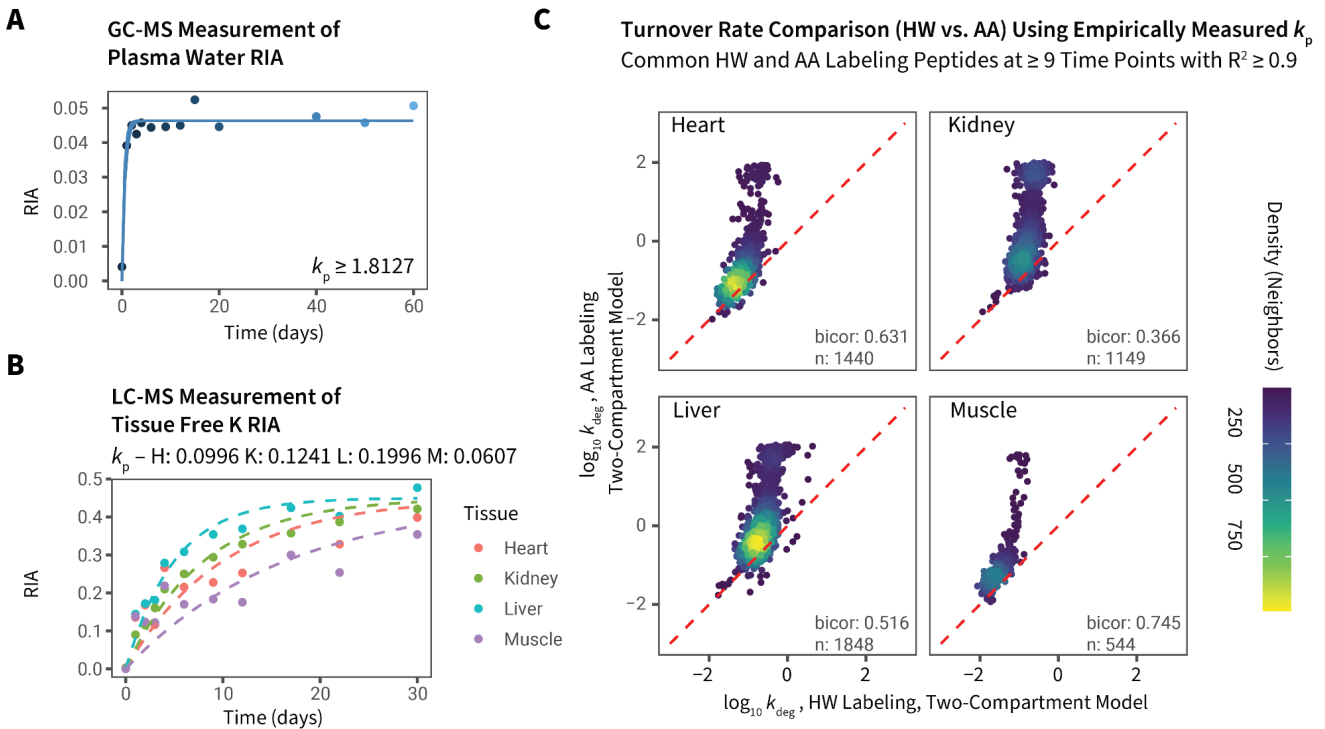 A
GC-MS Measurement of
Plasma Water RIA
0.05
0.04
0.03
0.02
0.01
0.00
RIA
kp ≥ 1.8127
0 20 40 60
Time (days)
B
LC-MS Measurement of
Tissue Free K RIA
kp – H: 0.0996 K: 0.1241 L: 0.1996 M: 0.0607
0.5
0.4
0.3
0.2
0.1
0.0
RIA
0 10 20 30
Time (days)
Tissue
Heart
Kidney
Liver
Muscle
C
Turnover Rate Comparison (HW vs. AA) Using Empirically Measured kp
Common HW and AA Labeling Peptides at ≥ 9 Time Points with R² ≥ 0.9
log10 kdeg , AA Labeling
Two-Compartment Model
Heart
2
0
−2
bicor: 0.631
n: 1440
Kidney
bicor: 0.366
n: 1149
Liver
2
0
−2
bicor: 0.516
n: 1848
Muscle
bicor: 0.745
n: 544
−2 0 2
−2 0 2
log10 kdeg , HW Labeling, Two-Compartment Model
Density (Neighbors)
250
500
750